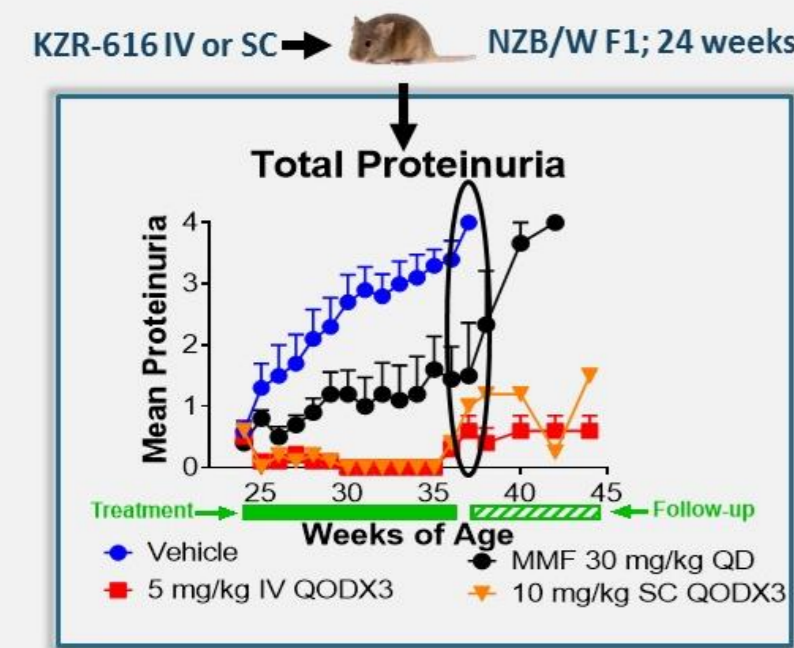 KZR-616 IV or SC
NZB/W F1; 24 weeks
Total Proteinuria
Mean Proteinuria
4
3
2
1
0
25 30 35 40 45
Treatment
Follow-up
Weeks of Age
Vehicle
MMF 30 mg/kg QD
5 mg/kg IV QODX3
10 mg/kg SC QODX3